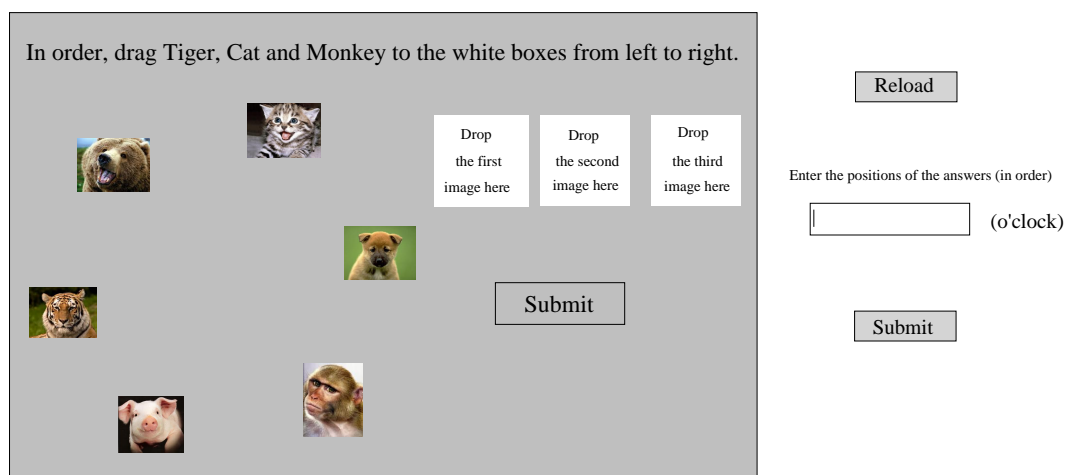 In order, drag Tiger, Cat and Monkey to the white boxes from left to right.
Drop
the first
image here
Drop
the second
image here
Drop
the third
image here
Submit
Reload
Enter the positions of the answers (in order)
(o'clock)
Submit